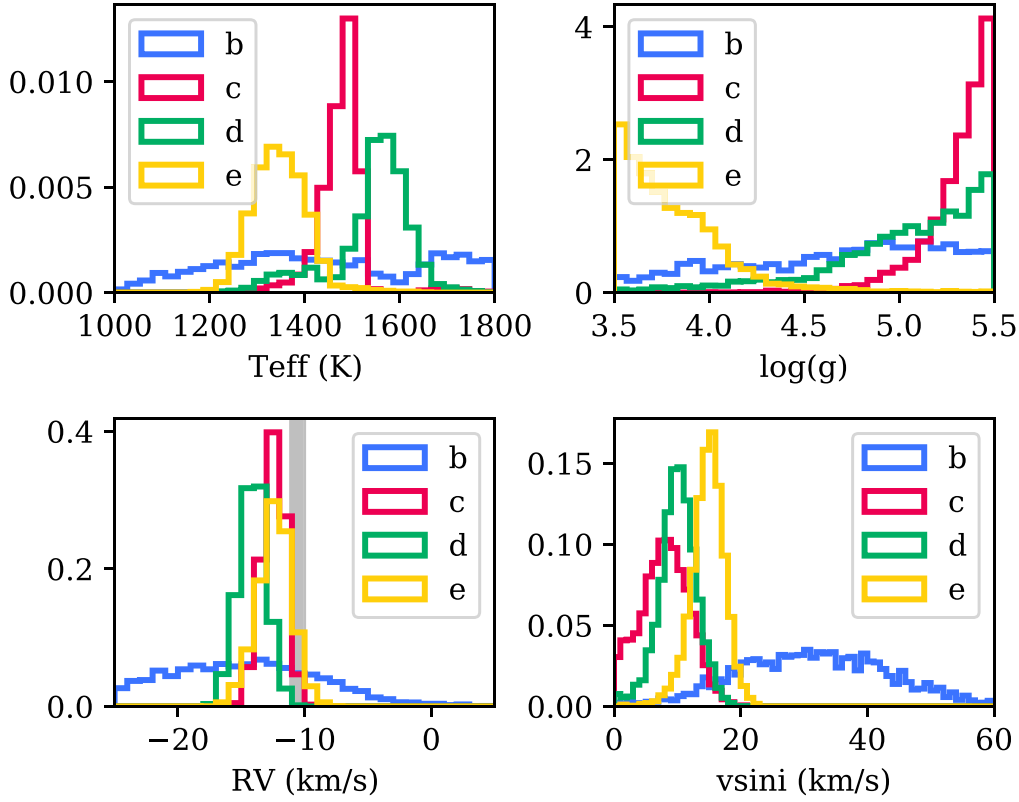 b
c
d
e
0.010
0.005
0.000
1000 1200 1400 1600 1800
Teff (K)
b
c
d
e
4
2
0
3.5 4.0 4.5 5.0 5.5
log(g)
b
c
d
e
0.4
0.2
0.0
−20 −10 0
RV (km/s)
b
c
d
e
0.15
0.10
0.05
0.00
0 20 40 60
vsini (km/s)